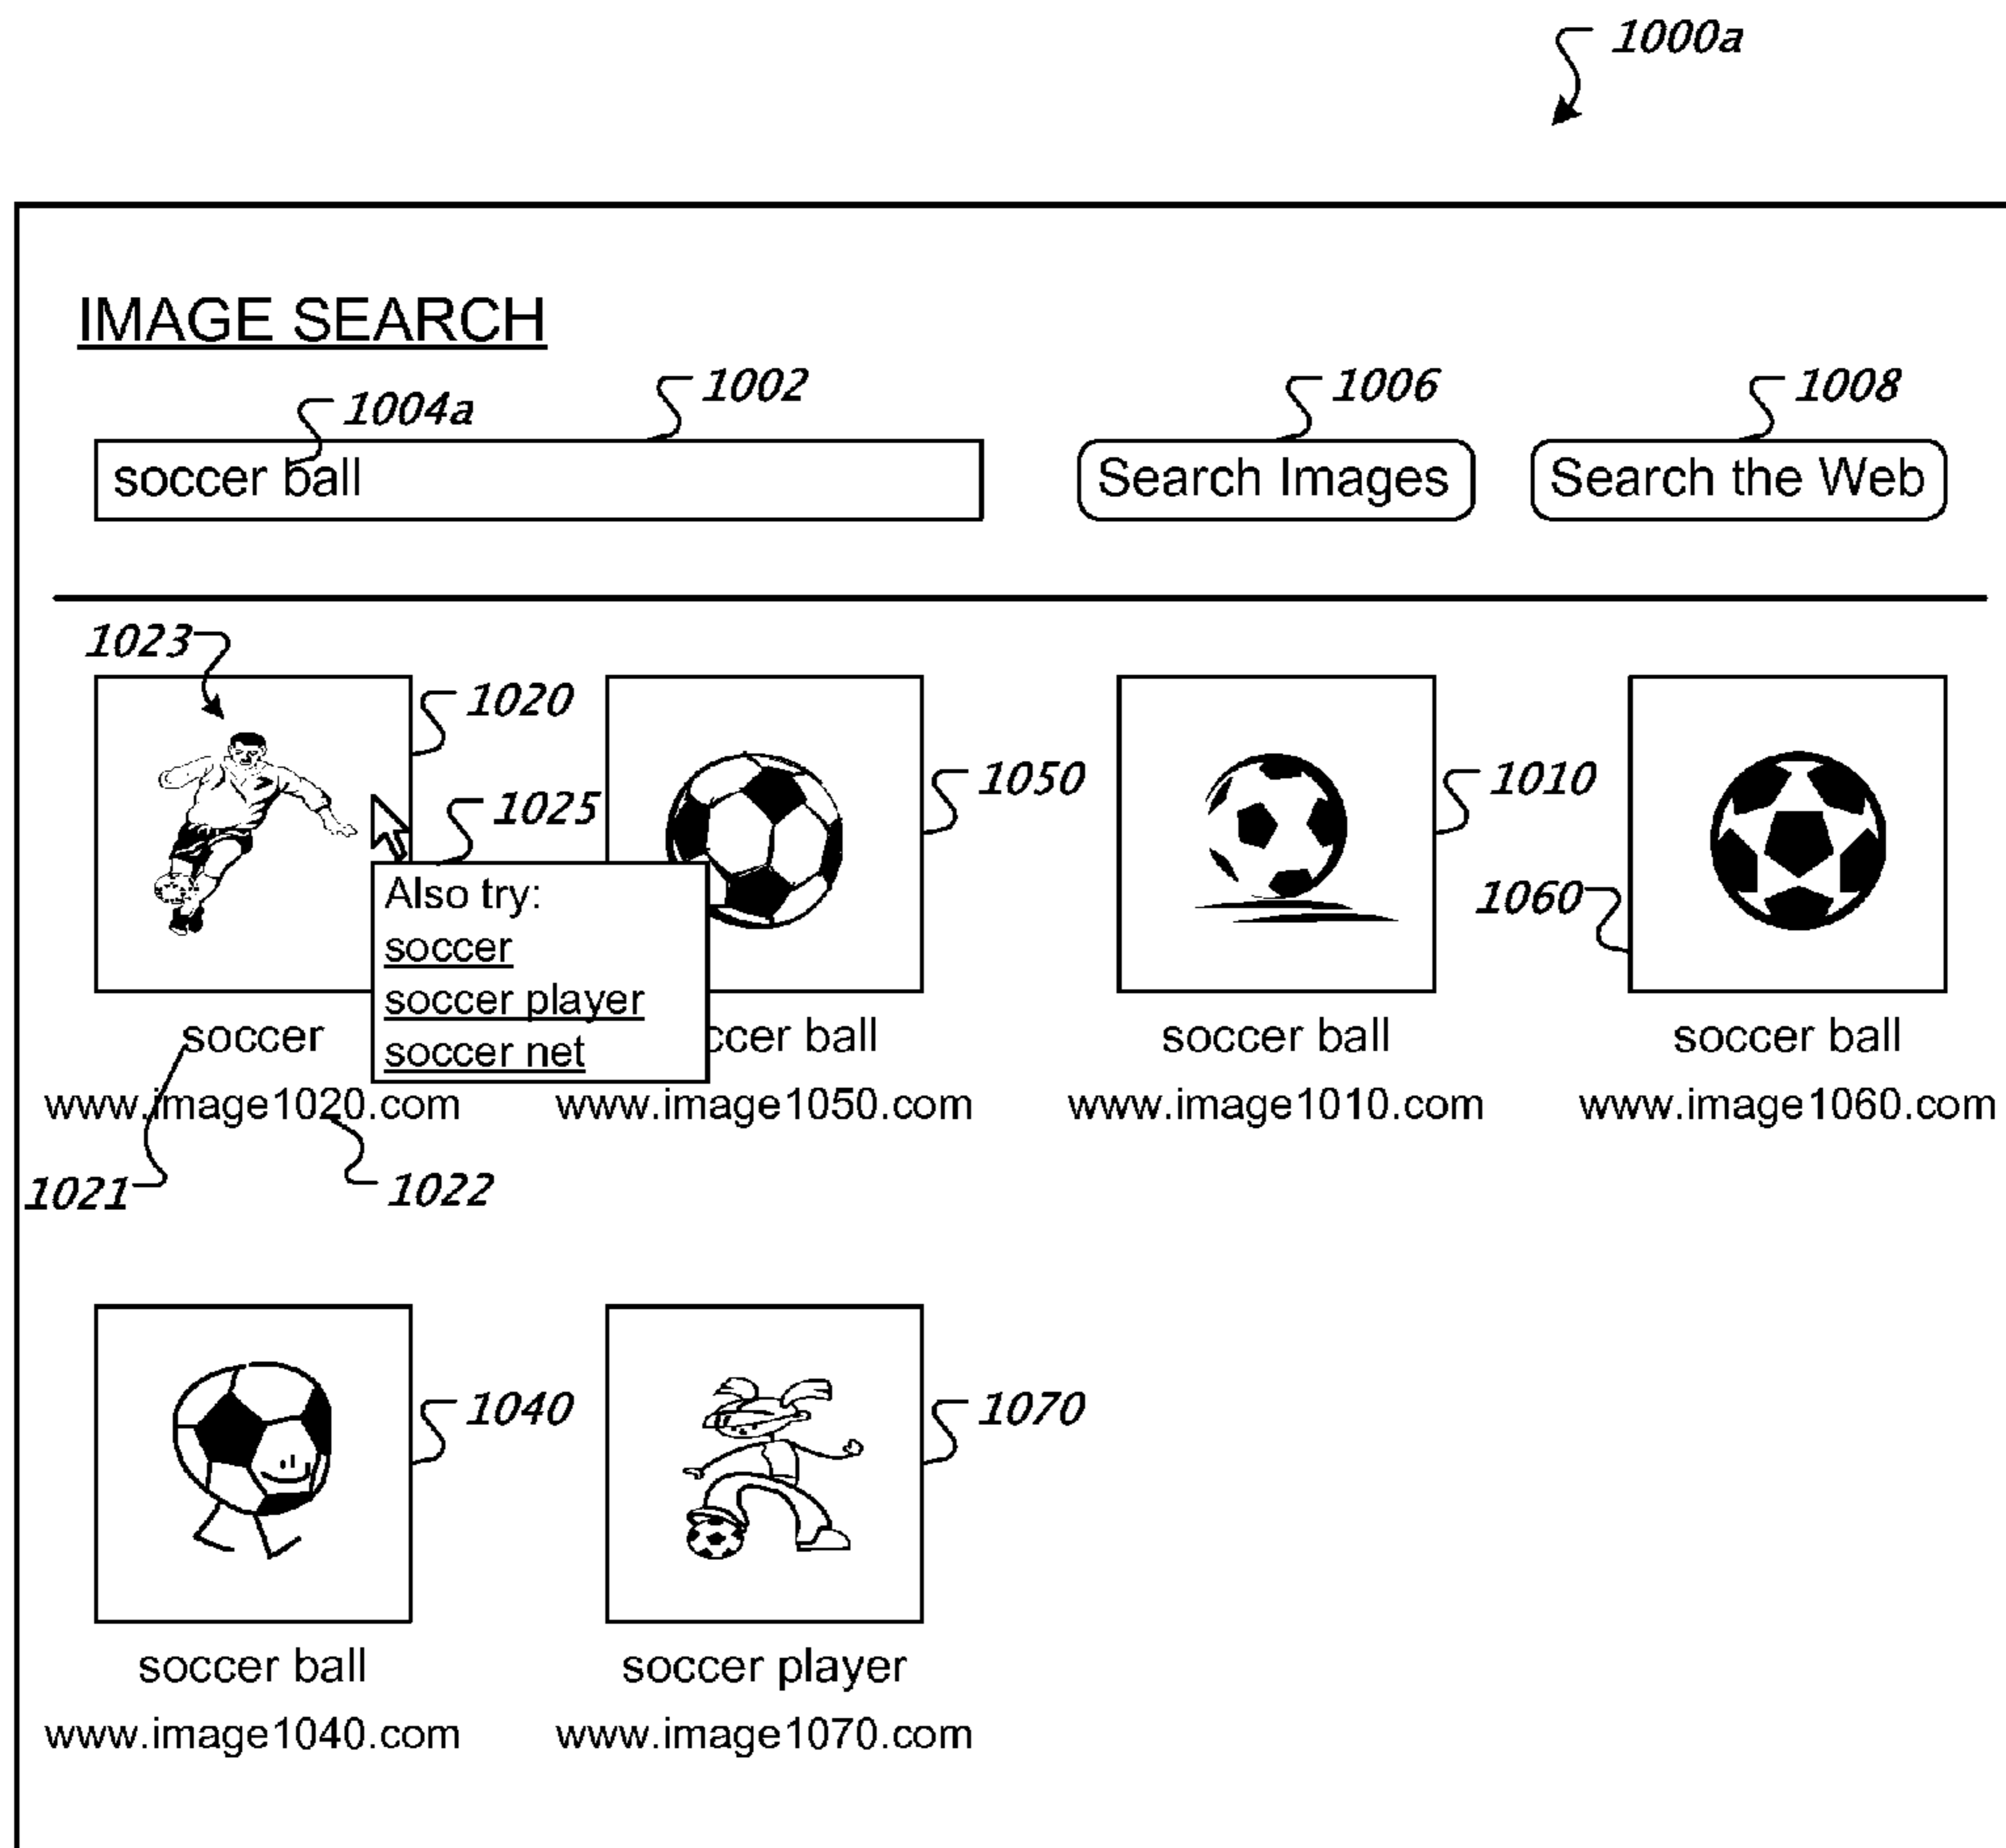 1000a
IMAGE SEARCH
1004a
1002
1006
1008
soccer ball
Search Images
Search the Web
1023
1020
1050
1010
1060
1025
Also try:
soccer
soccer player
soccer net
soccer
ccer ball
soccer ball
soccer ball
www.image1020.com
www.image1050.com
www.image1010.com
www.image1060.com
1021
1022
1040
1070
soccer ball
soccer player
www.image1040.com
www.image1070.com